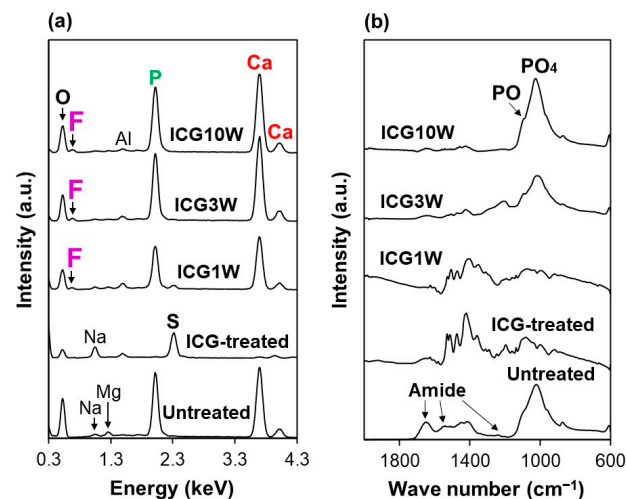 (a)
(b)
O
F
Al
P
Ca
Ca
ICG10W
F
ICG3W
F
ICG1W
Na
S
ICG-treated
Na
Mg
Untreated
0.3
1.3
2.3
3.3
4.3
Energy (keV)
Intensity (a.u.)
PO₄
PO
ICG10W
ICG3W
ICG1W
ICG-treated
Untreated
Amide
1800
1400
1000
600
Wave number (cm⁻¹)
Intensity (a.u.)